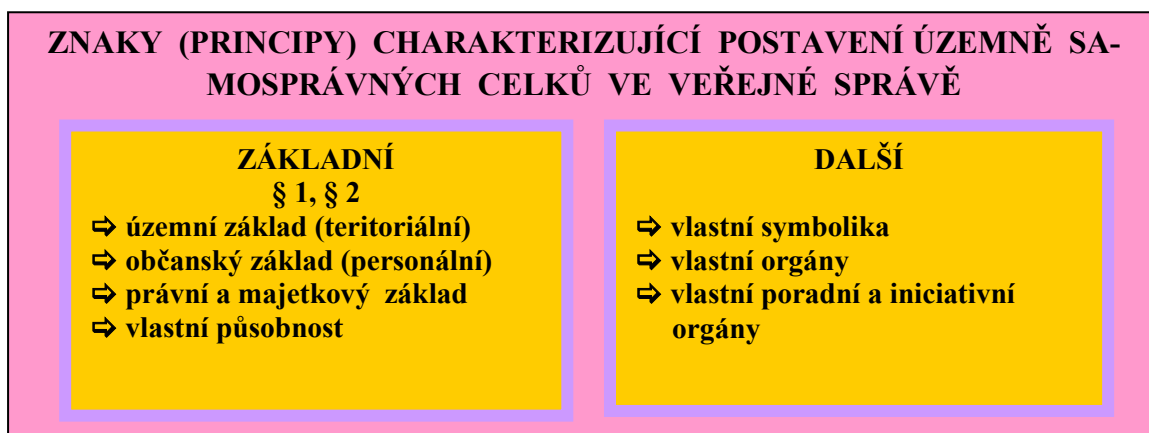 ZNAKY (PRINCIPY) CHARAKTERIZUJÍCÍ POSTAVENÍ ÚZEMNĚ SA-
MOSPRÁVNÝCH CELKŮ VE VEŘEJNÉ SPRÁVĚ
ZÁKLADNÍ
§ 1, § 2
⇨ územní základ (teritoriální)
⇨ občanský základ (personální)
⇨ právní a majetkový základ
⇨ vlastní působnost
DALŠÍ
⇨ vlastní symbolika
⇨ vlastní orgány
⇨ vlastní poradní a iniciativní
orgány